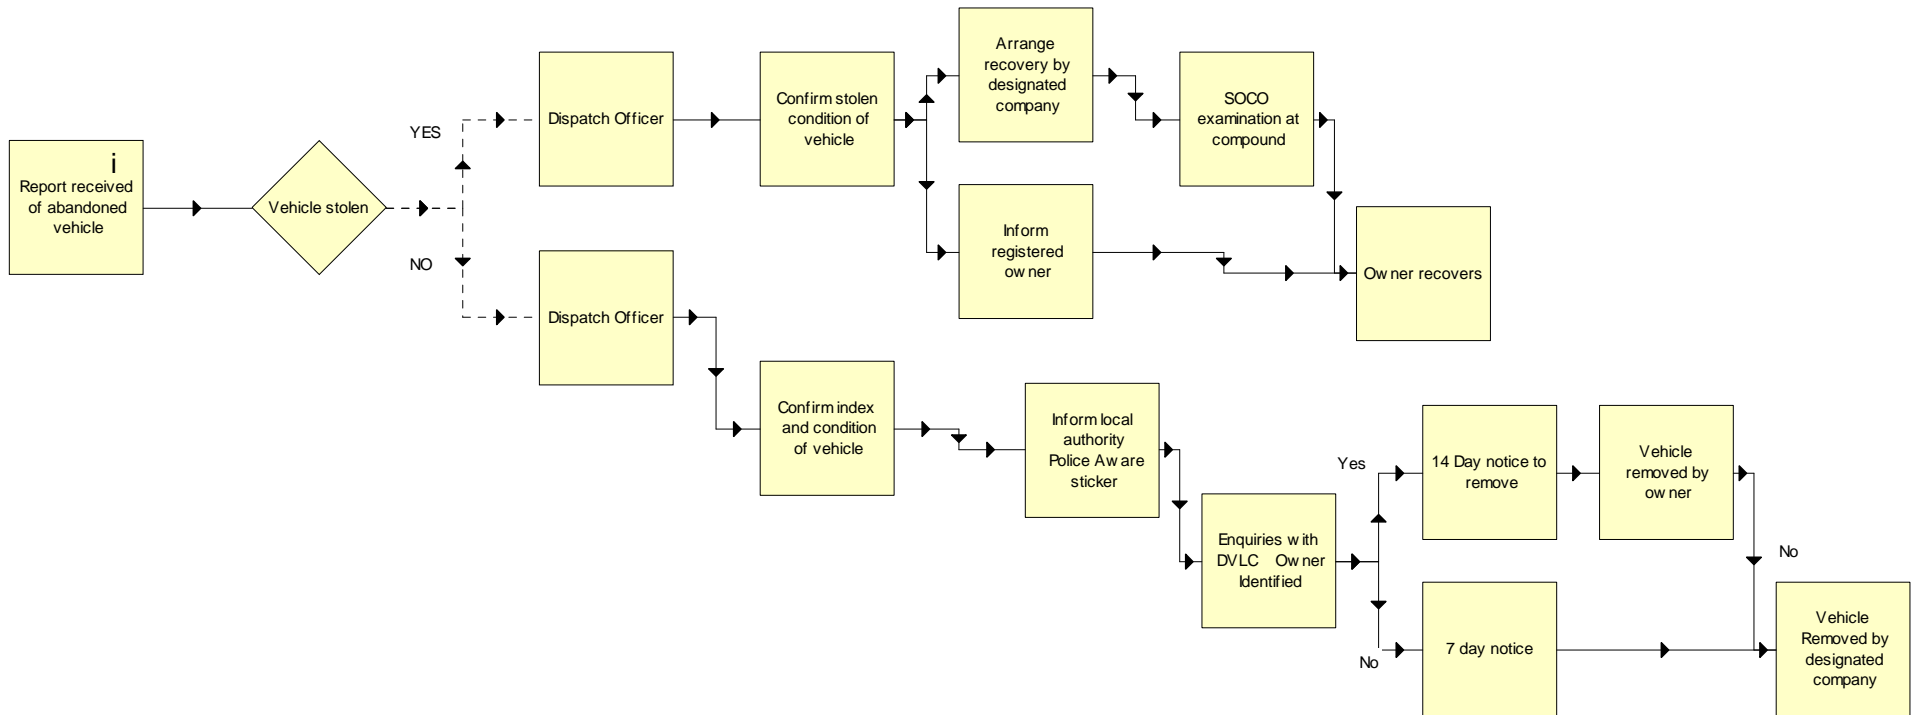 i
Report received
of abandoned
vehicle
Vehicle stolen
YES
NO
Dispatch Officer
Confirm stolen
condition of
vehicle
Arrange
recovery by
designated
company
SOCO
examination at
compound
Inform
registered
owner
Owner recovers
Dispatch Officer
Confirm index
and condition
of vehicle
Inform local
authority
Police Aware
sticker
Enquiries with
DVLC Owner
Identified
Yes
No
14 Day notice to
remove
Vehicle
removed by
owner
No
7 day notice
Vehicle
Removed by
designated
company